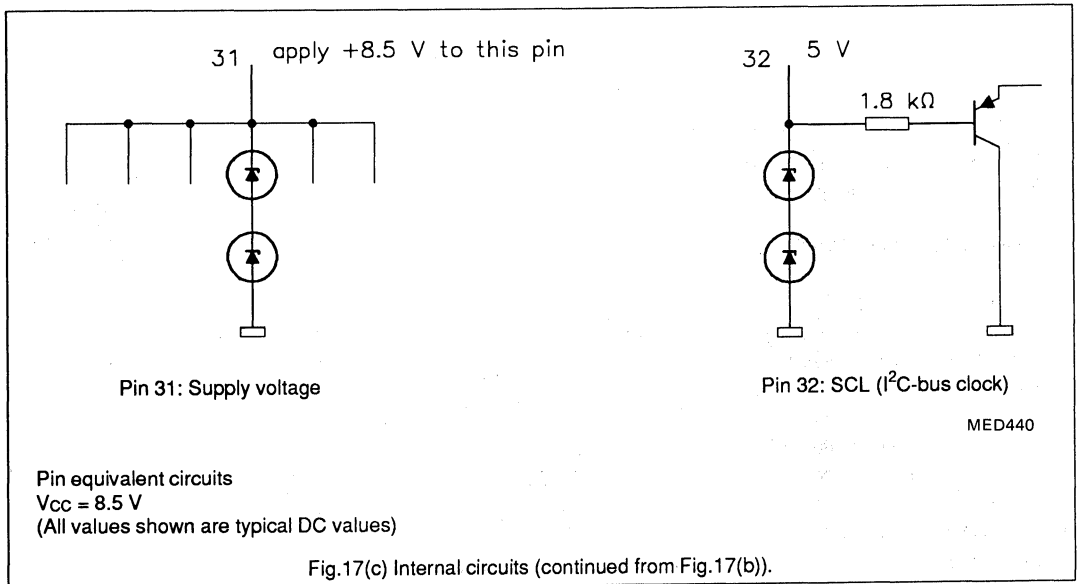 31 apply +8.5 V to this pin
32 5 V
1.8 kΩ
Pin 31: Supply voltage
Pin 32: SCL (I²C-bus clock)
MED440
Pin equivalent circuits
Vcc = 8.5 V
(All values shown are typical DC values)
Fig.17(c) Internal circuits (continued from Fig.17(b)).